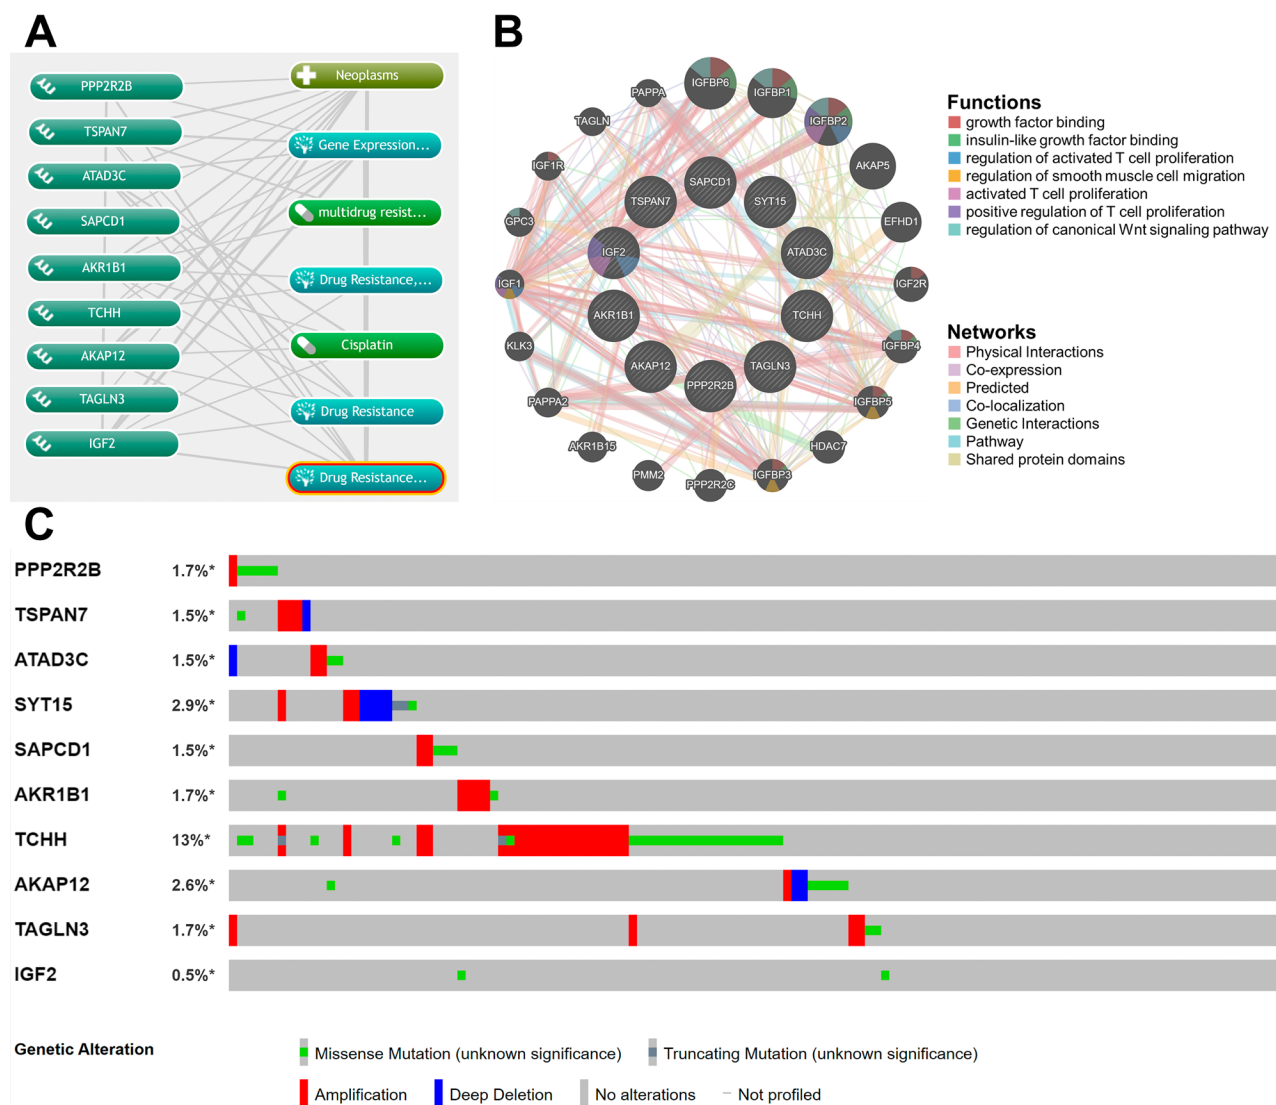 A
PPP2R2B
TSPAN7
ATAD3C
SAPCD1
AKR1B1
TCHH
AKAP12
TAGLN3
IGF2
Neoplasms
Gene Expression...
multidrug resist...
Drug Resistance,...
Cisplatin
Drug Resistance
Drug Resistance...
B
IGFBP6
IGFBP1
IGFBP2
AKAP5
EFHD1
IGF2R
IGFBP4
IGFBP5
HDAC7
IGFBP3
PPP2R2C
PMM2
AKR1B15
PAPPA2
KLK3
IGF1
GPC3
IGF1R
TAGLN
PAPPA
SAPCD1
SYT15
ATAD3C
TCHH
TAGLN3
PPP2R2B
AKAP12
AKR1B1
IGF2
TSPAN7
Functions
growth factor binding
insulin-like growth factor binding
regulation of activated T cell proliferation
regulation of smooth muscle cell migration
activated T cell proliferation
positive regulation of T cell proliferation
regulation of canonical Wnt signaling pathway
Networks
Physical Interactions
Co-expression
Predicted
Co-localization
Genetic Interactions
Pathway
Shared protein domains
C
PPP2R2B 1.7%*
TSPAN7 1.5%*
ATAD3C 1.5%*
SYT15 2.9%*
SAPCD1 1.5%*
AKR1B1 1.7%*
TCHH 13%*
AKAP12 2.6%*
TAGLN3 1.7%*
IGF2 0.5%*
Genetic Alteration
Missense Mutation (unknown significance) Truncating Mutation (unknown significance)
Amplification Deep Deletion No alterations Not profiled